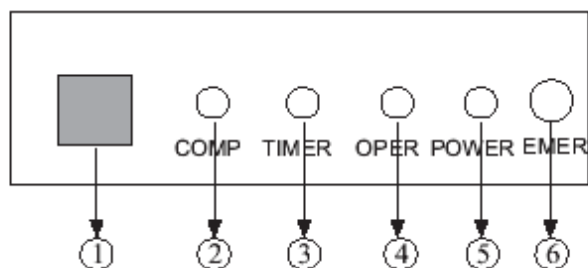 COMP TIMER OPER POWER EMER
① ② ③ ④ ⑤ ⑥